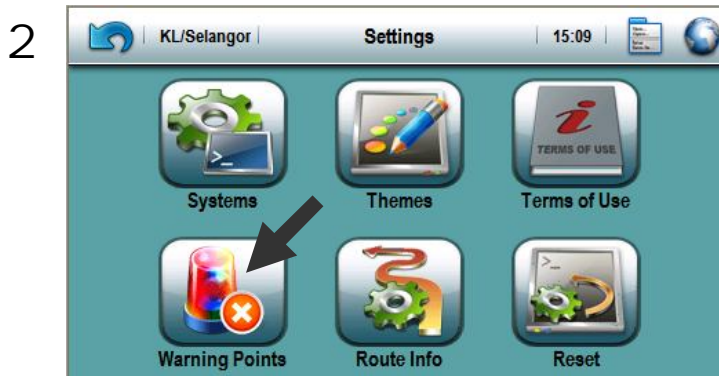 2
KL/Selangor Settings 15:09
>_ TERMS OF USE
Systems Themes Terms of Use
>_
Warning Points Route Info Reset